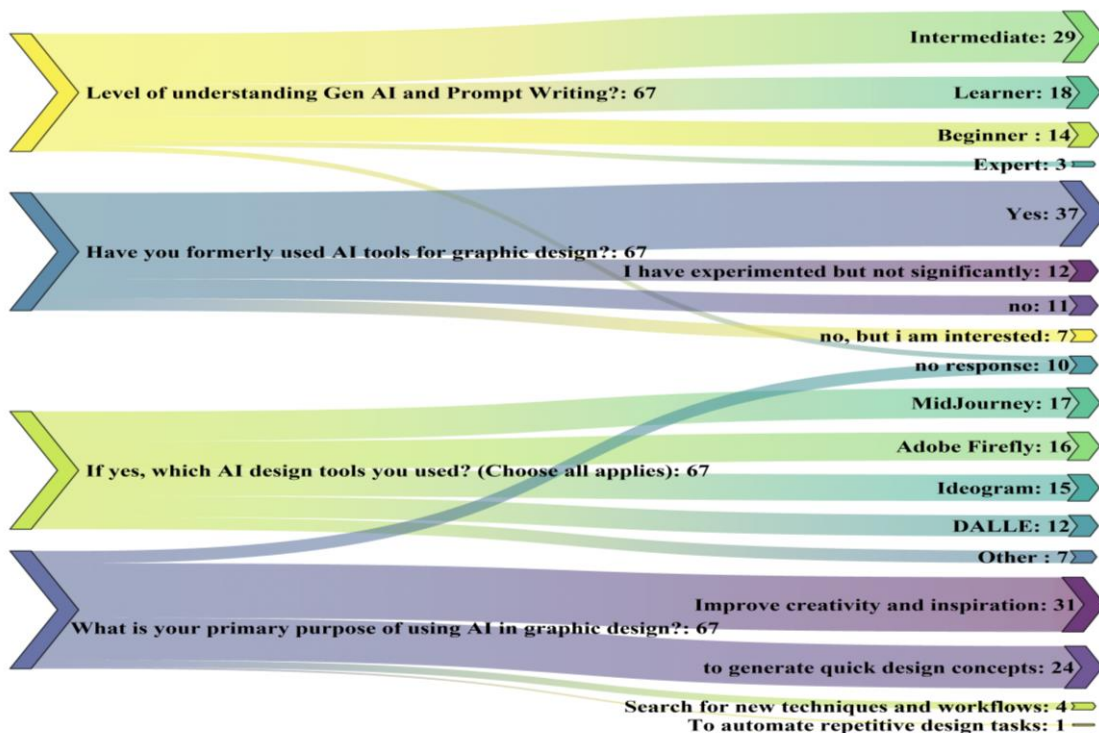 Intermediate: 29
Level of understanding Gen AI and Prompt Writing?: 67
Learner: 18
Beginner : 14
Expert: 3
Yes: 37
Have you formerly used AI tools for graphic design?: 67
I have experimented but not significantly: 12
no: 11
no, but i am interested: 7
no response: 10
MidJourney: 17
Adobe Firefly: 16
If yes, which AI design tools you used? (Choose all applies): 67
Ideogram: 15
DALLE: 12
Other : 7
Improve creativity and inspiration: 31
What is your primary purpose of using AI in graphic design?: 67
to generate quick design concepts: 24
Search for new techniques and workflows: 4
To automate repetitive design tasks: 1